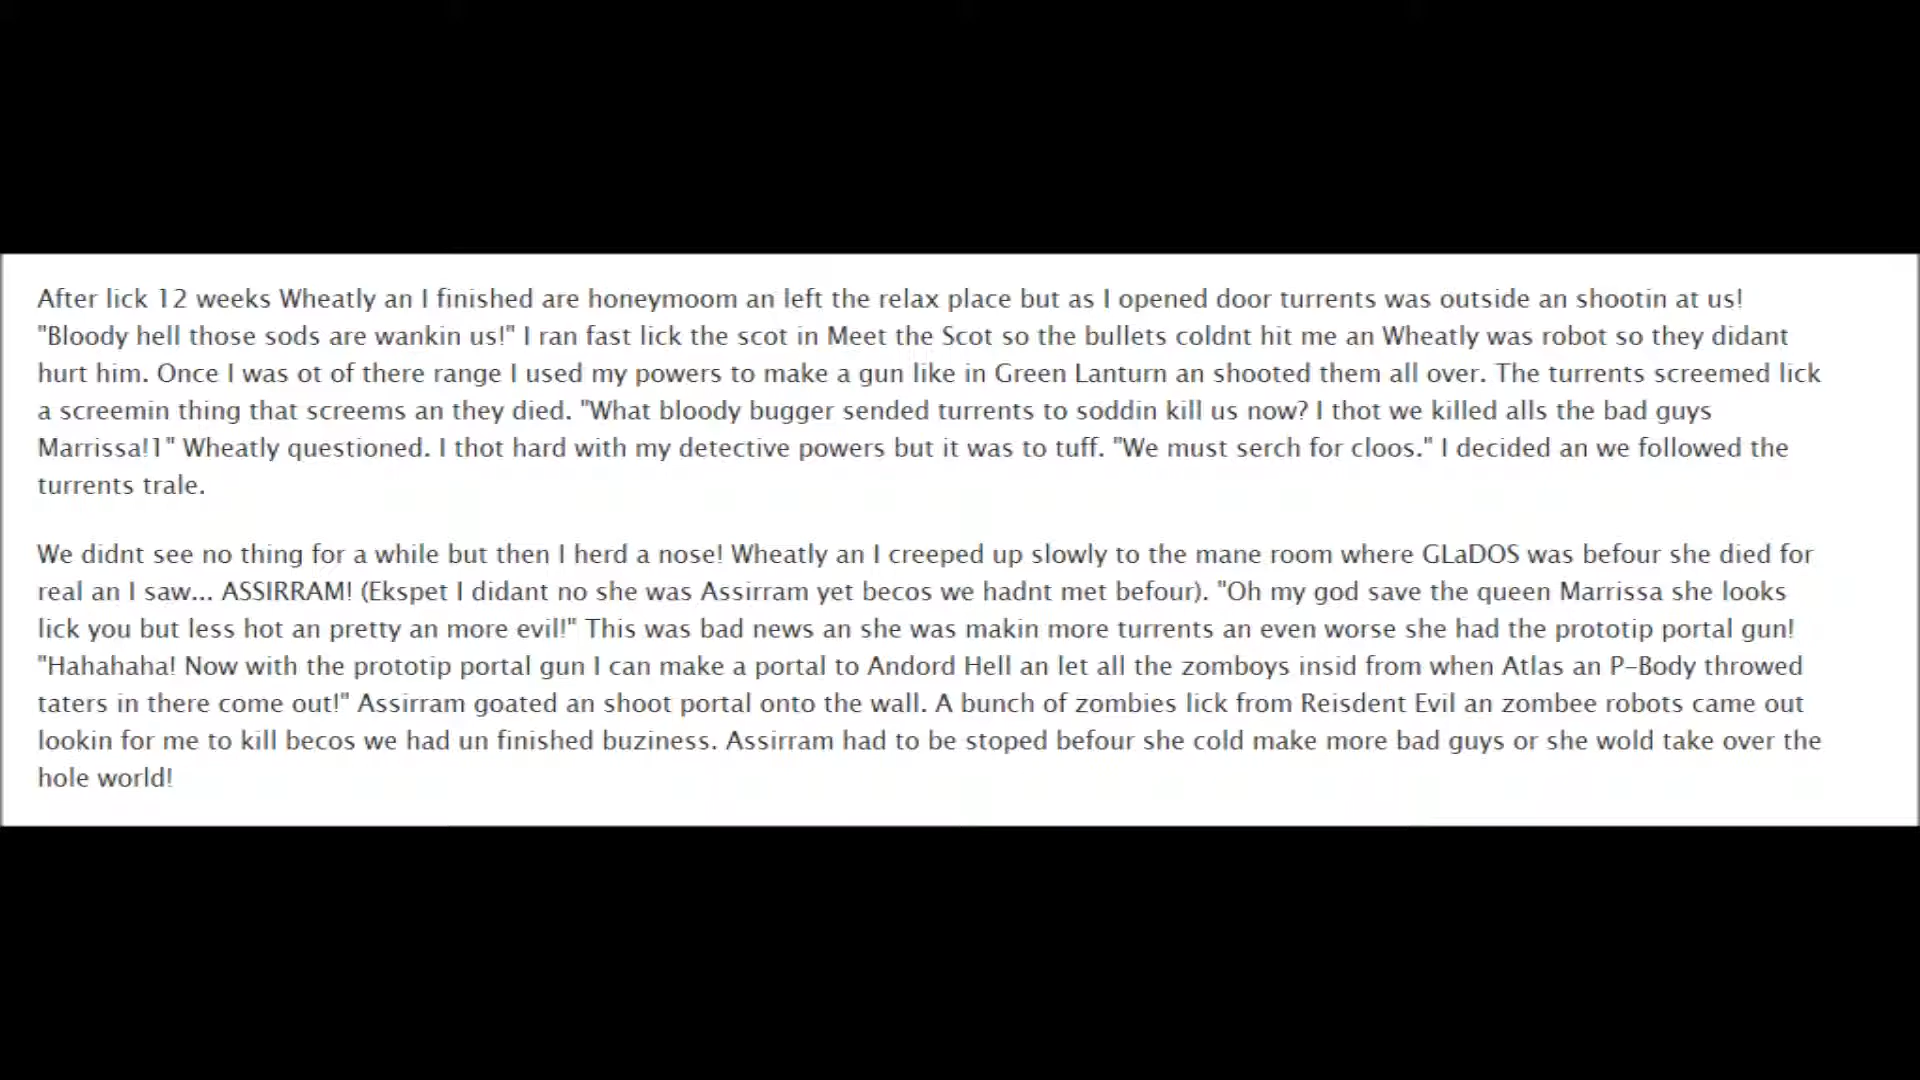 After lick 12 weeks Wheatly an I finished are honeymoom an left the relax place but as I opened door turrents was outside an shootin at us!
"Bloody hell those sods are wankin us!" I ran fast lick the scot in Meet the Scot so the bullets coldnt hit me an Wheatly was robot so they didant
hurt him. Once I was ot of there range I used my powers to make a gun like in Green Lanturn an shooted them all over. The turrents screemed lick
a screemin thing that screems an they died. "What bloody bugger sended turrents to soddin kill us now? I thot we killed alls the bad guys
Marrissa!1" Wheatly questioned. I thot hard with my detective powers but it was to tuff. "We must serch for cloos." I decided an we followed the
turrents trale.
We didnt see no thing for a while but then I herd a nose! Wheatly an I creeped up slowly to the mane room where GLaDOS was befour she died for
real an I saw... ASSIRRAM! (Ekspet I didant no she was Assirram yet becos we hadnt met befour). "Oh my god save the queen Marrissa she looks
lick you but less hot an pretty an more evil!" This was bad news an she was makin more turrents an even worse she had the prototip portal gun!
"Hahahaha! Now with the prototip portal gun I can make a portal to Andord Hell an let all the zomboys insid from when Atlas an P-Body throwed
taters in there come out!" Assirram goated an shoot portal onto the wall. A bunch of zombies lick from Reisdent Evil an zombee robots came out
lookin for me to kill becos we had un finished buziness. Assirram had to be stoped befour she cold make more bad guys or she wold take over the
hole world!